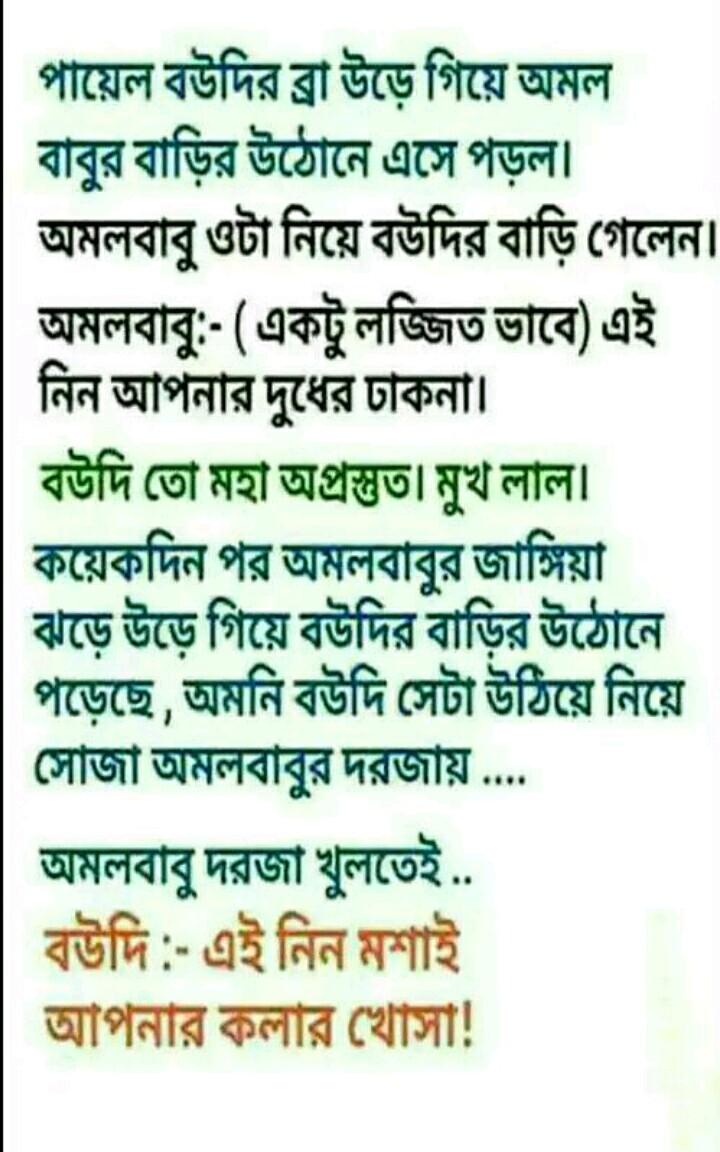 পায়েল বউদির ব্রা উড়ে গিয়ে অমল
বাবুর বাড়ির উঠোনে এসে পড়ল।
অমলবাবু ওটা নিয়ে বউদির বাড়ি গেলেন।
অমলবাবু:- ( একটু লজ্জিত ভাবে) এই
নিন আপনার দুধের ঢাকনা।
বউদি তো মহা অপ্রস্তুত। মুখ লাল।
কয়েকদিন পর অমলবাবুর জাঙ্গিয়া
ঝড়ে উড়ে গিয়ে বউদির বাড়ির উঠোনে
পড়েছে , অমনি বউদি সেটা উঠিয়ে নিয়ে
সোজা অমলবাবুর দরজায় ....
অমলবাবু দরজা খুলতেই ..
বউদি :- এই নিন মশাই
আপনার কলার খোসা!